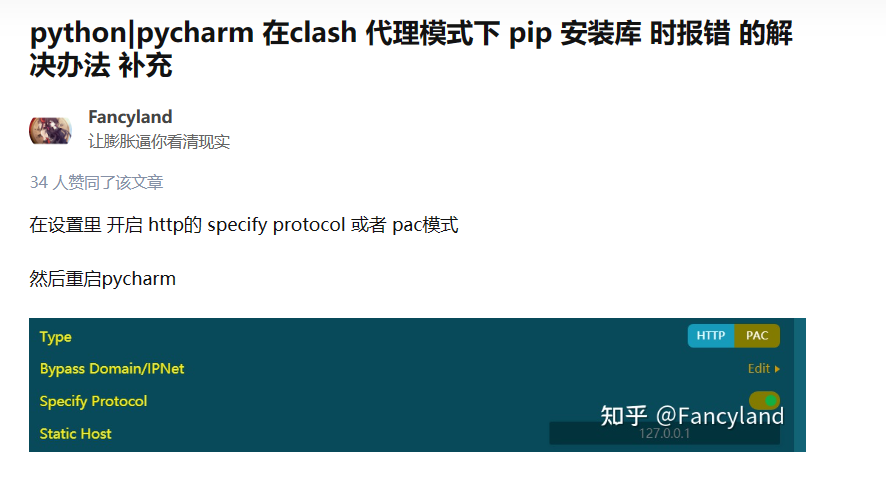 python|pycharm 在clash 代理模式下 pip 安装库 时报错 的解
决办法 补充
Fancyland
让膨胀逼你看清现实
34 人赞同了该文章
在设置里 开启 http的 specify protocol 或者 pac模式
然后重启pycharm
Type
HTTP PAC
Bypass Domain/IPNet
Edit
Specify Protocol
Static Host
127.0.0.1
知乎 @Fancyland